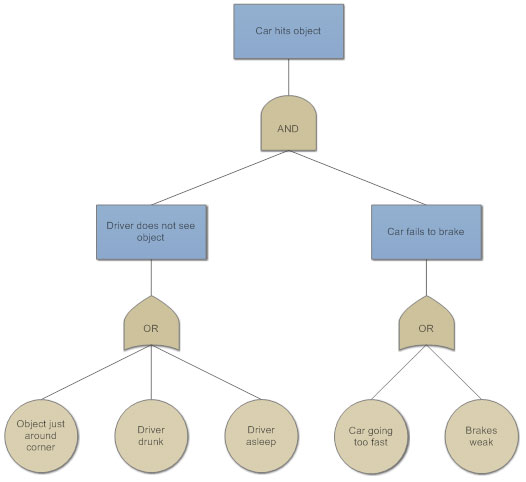 Car hits object
AND
Driver does not see
object
Car fails to brake
OR
OR
Object just
around
corner
Driver
drunk
Driver
asleep
Car going
too fast
Brakes
weak